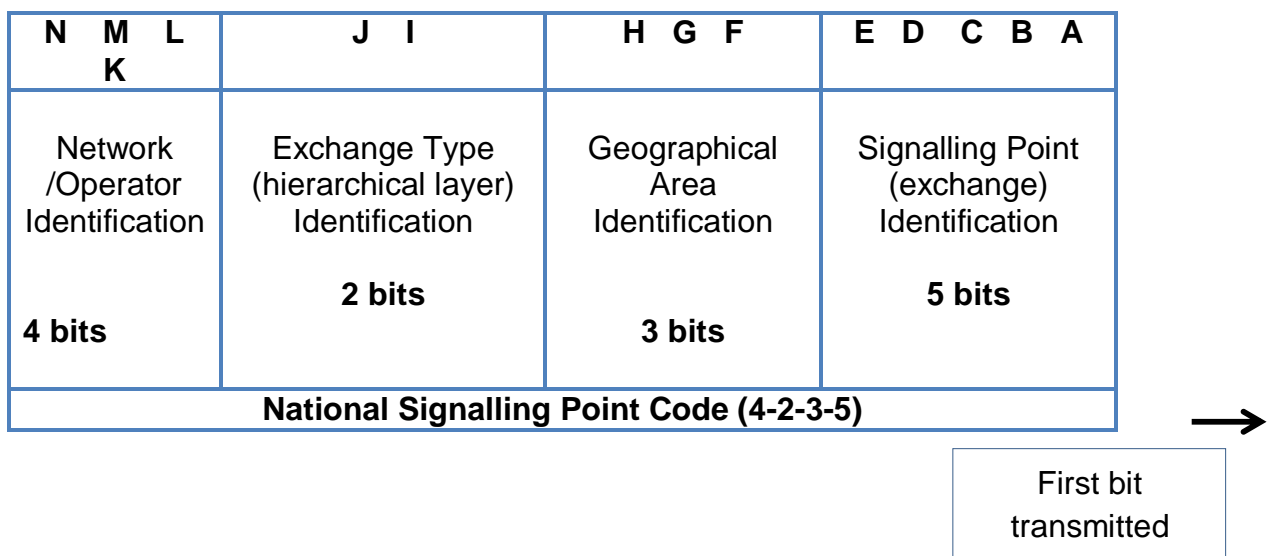 N M L
K
J I
H G F
E D C B A
Network
/Operator
Identification
4 bits
Exchange Type
(hierarchical layer)
Identification
2 bits
Geographical
Area
Identification
3 bits
Signalling Point
(exchange)
Identification
5 bits
National Signalling Point Code (4-2-3-5)
First bit
transmitted